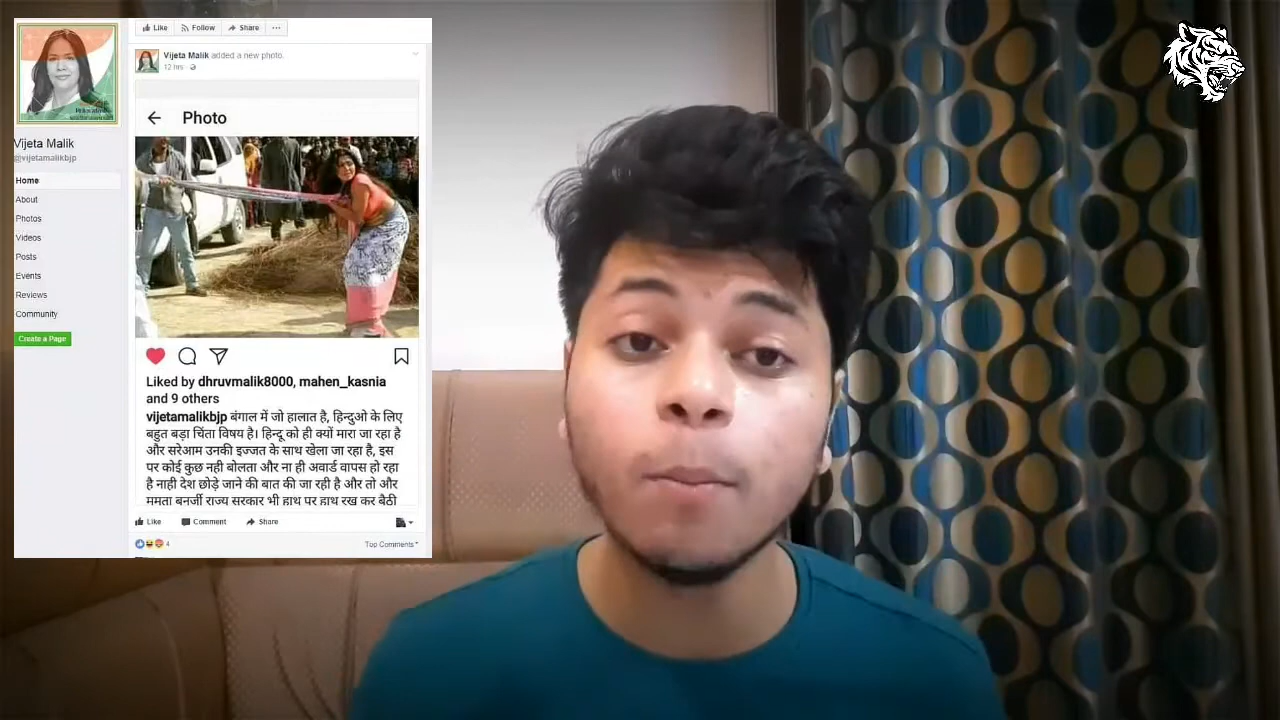 Like Follow Share ...
Vijeta Malik added a new photo.
12 hrs
Photo
Vijeta Malik
@vijetamalikbjp
Home
About
Photos
Videos
Posts
Events
Reviews
Community
Create a Page
Liked by dhruvmalik8000, mahen_kasnia
and 9 others
vijetamalikbjp बंगाल में जो हालात है, हिन्दुओ के लिए
बहुत बड़ा चिंता विषय है। हिन्दू को ही क्यों मारा जा रहा है
और सरेआम उनकी इज्जत के साथ खेला जा रहा है, इस
पर कोई कुछ नही बोलता और ना ही अवार्ड वापस हो रहा
है नाही देश छोड़े जाने की बात की जा रही है और तो और
ममता बनर्जी राज्य सरकार भी हाथ पर हाथ रख कर बैठी
Like Comment Share
4 Top Comments